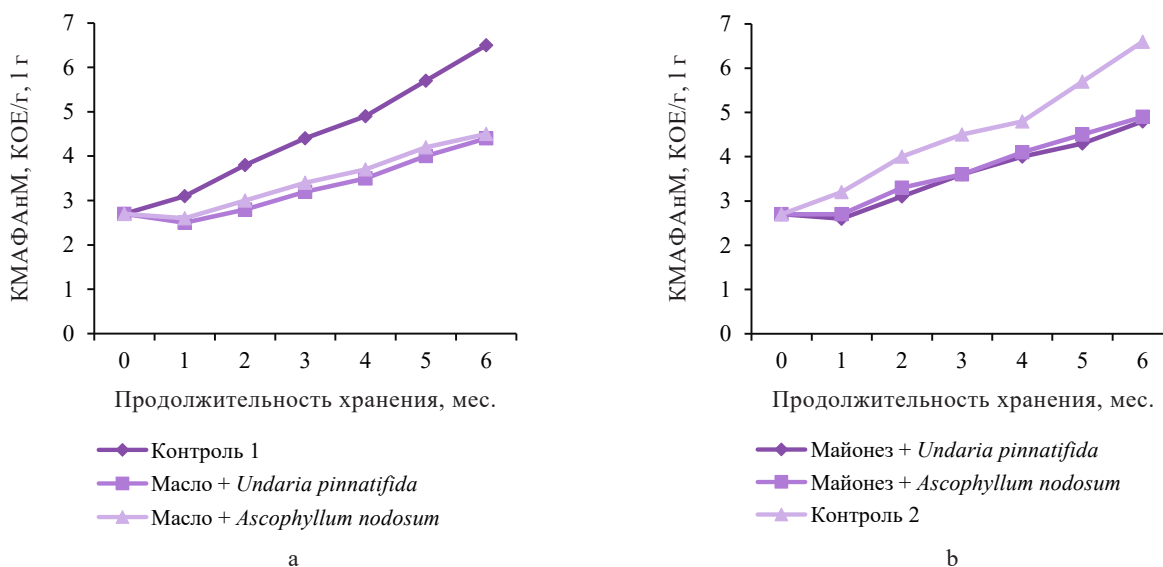 КМАФАнМ, КОЕ/г, 1 г
7
6
5
4
3
2
1
0
0 1 2 3 4 5 6
Продолжительность хранения, мес.
Контроль 1
Масло + Undaria pinnatifida
Масло + Ascophyllum nodosum
a
КМАФАнМ, КОЕ/г, 1 г
7
6
5
4
3
2
1
0
0 1 2 3 4 5 6
Продолжительность хранения, мес.
Майонез + Undaria pinnatifida
Майонез + Ascophyllum nodosum
Контроль 2
b